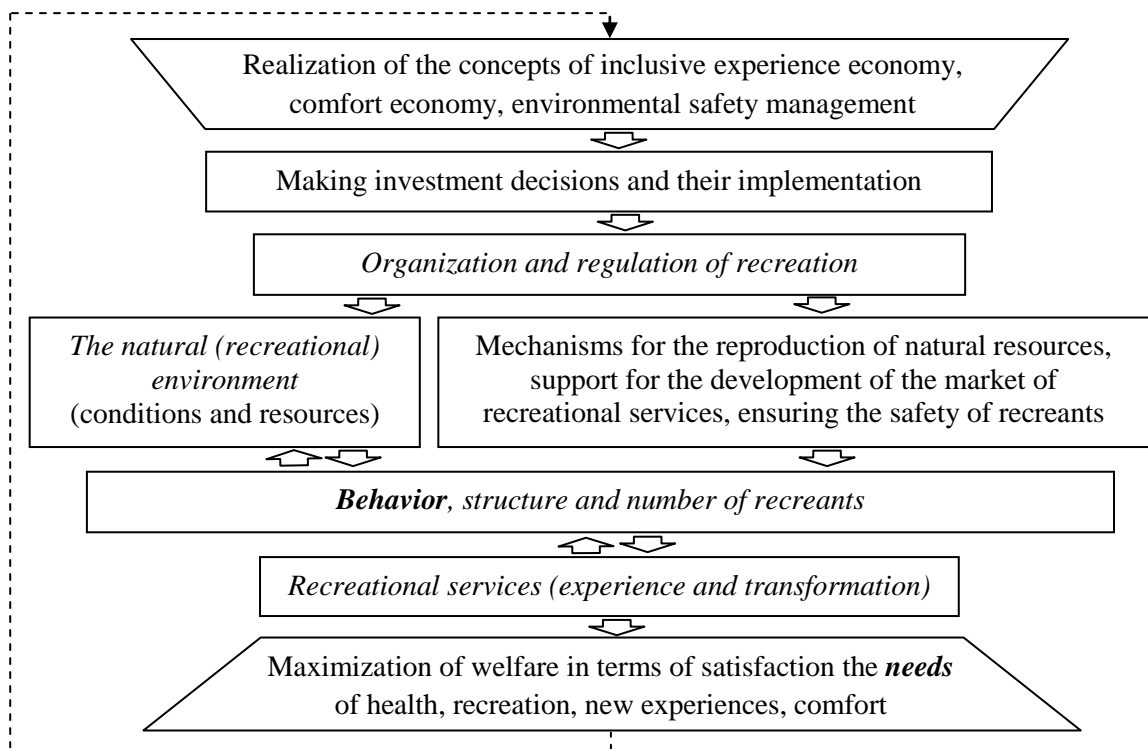 Realization of the concepts of inclusive experience economy,
comfort economy, environmental safety management
Making investment decisions and their implementation
Organization and regulation of recreation
The natural (recreational)
environment
(conditions and resources)
Mechanisms for the reproduction of natural resources,
support for the development of the market of
recreational services, ensuring the safety of recreants
Behavior, structure and number of recreants
Recreational services (experience and transformation)
Maximization of welfare in terms of satisfaction the needs
of health, recreation, new experiences, comfort